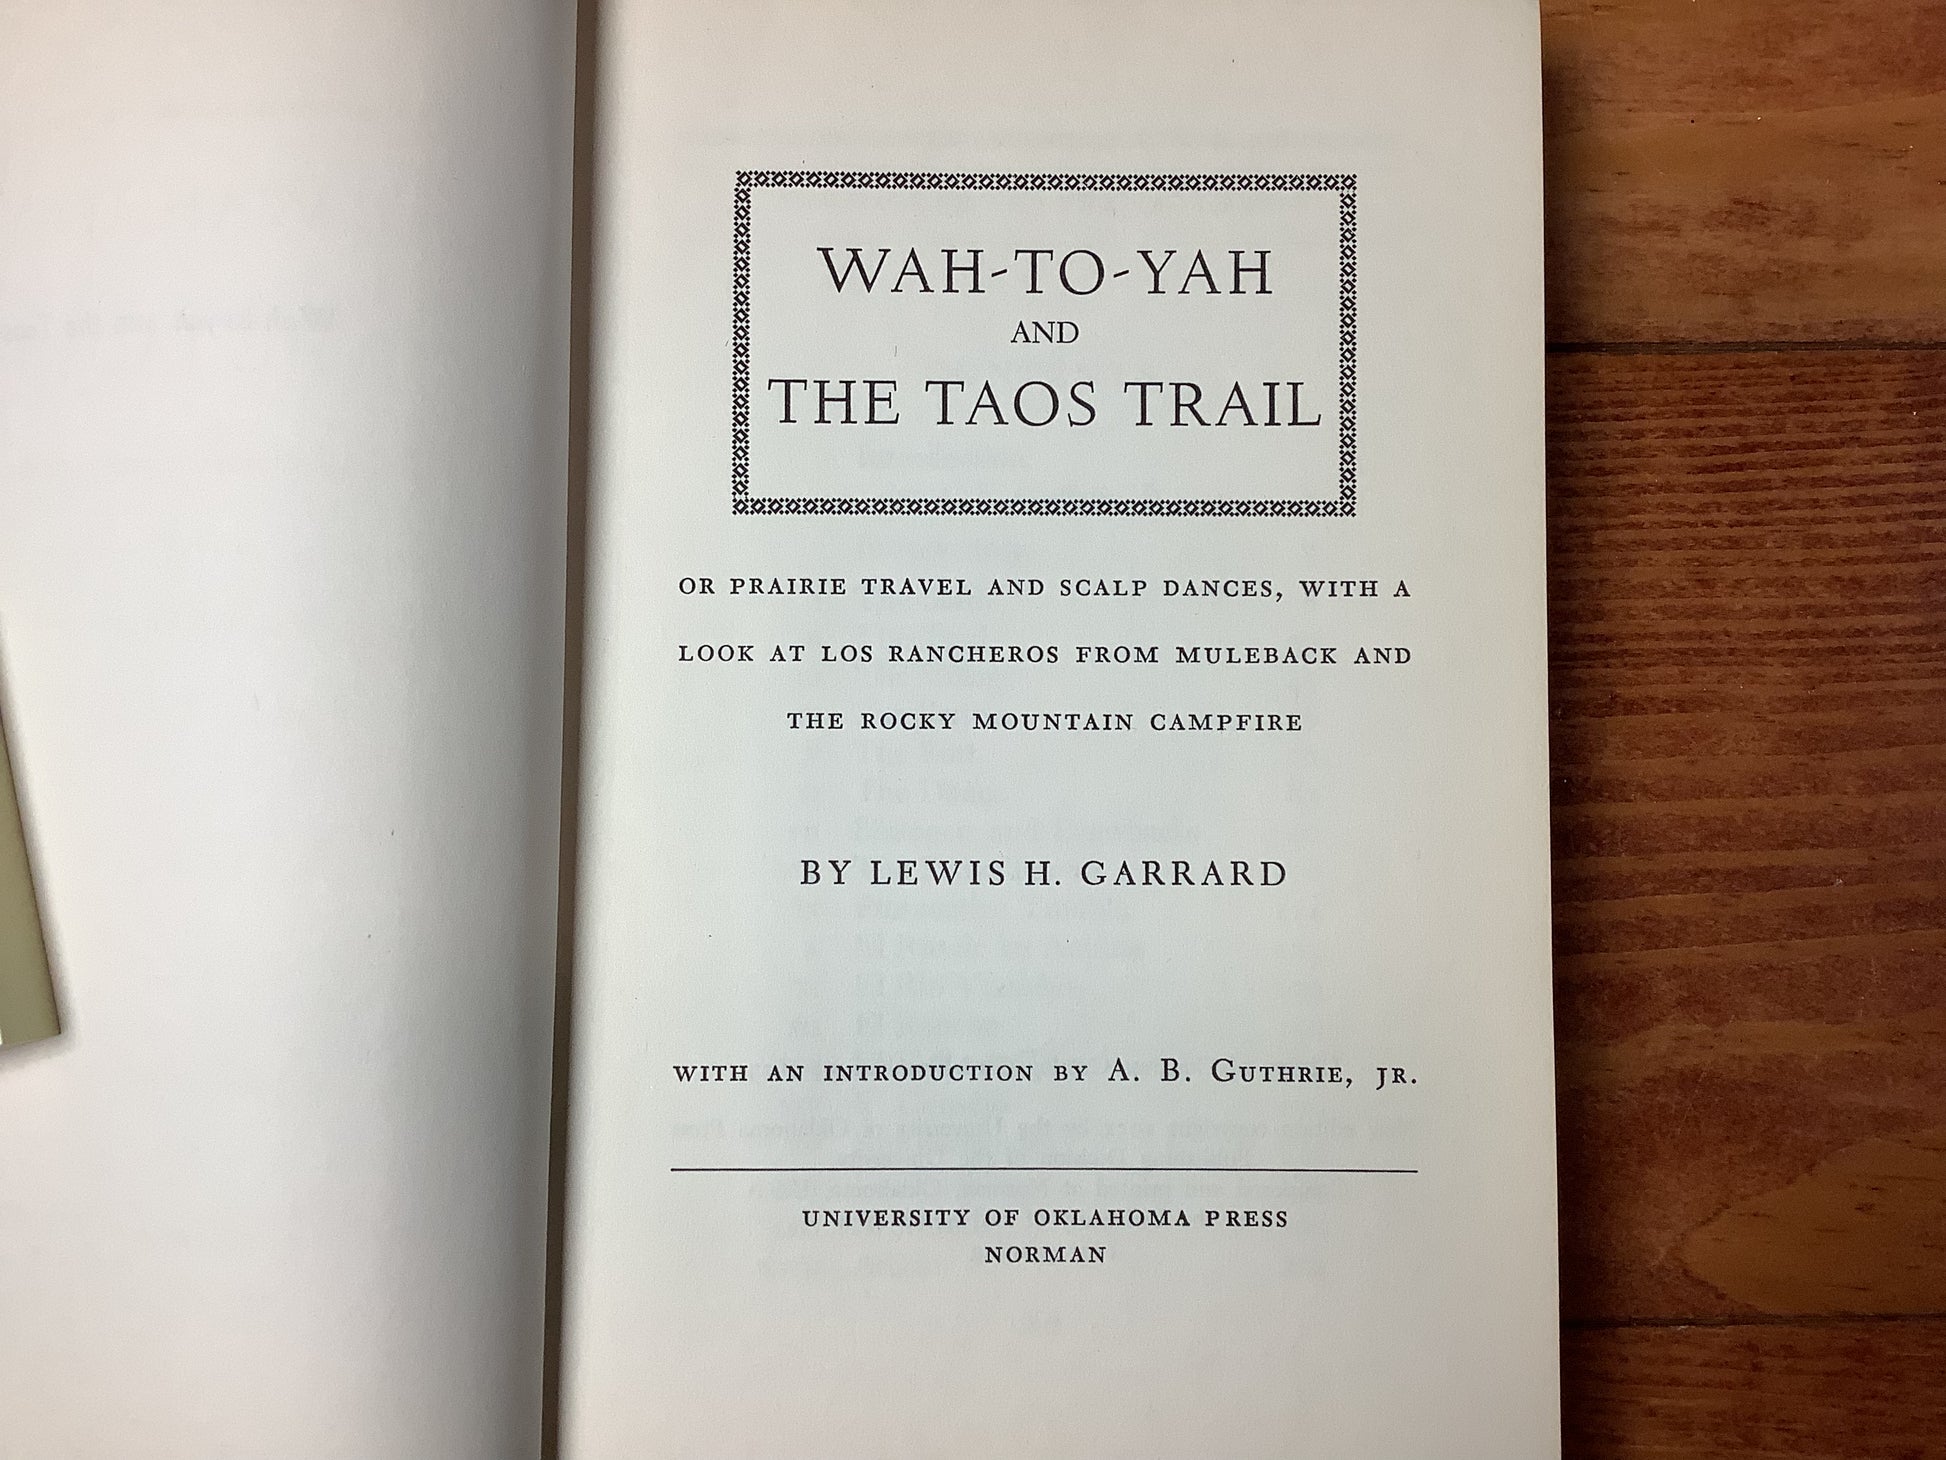 WAH-TO-YAH
AND
THE TAOS TRAIL
OR PRAIRIE TRAVEL AND SCALP DANCES, WITH A
LOOK AT LOS RANCHEROS FROM MULEBACK AND
THE ROCKY MOUNTAIN CAMPFIRE
BY LEWIS H. GARRARD
WITH AN INTRODUCTION BY A. B. GUTHRIE, JR.
UNIVERSITY OF OKLAHOMA PRESS
NORMAN